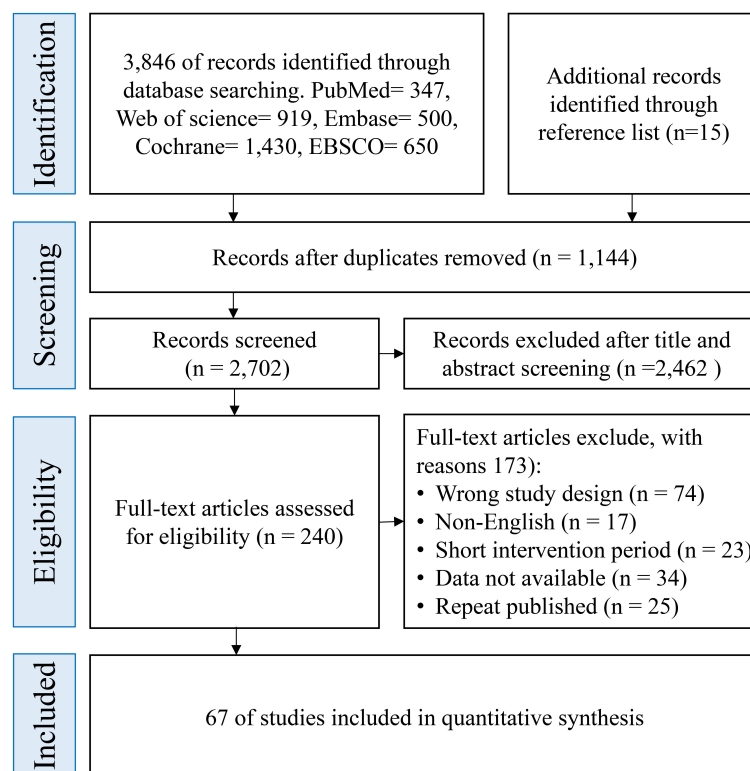 Identification
3,846 of records identified through
database searching. PubMed= 347,
Web of science= 919, Embase= 500,
Cochrane= 1,430, EBSCO= 650
Additional records
identified through
reference list (n=15)
Screening
Records after duplicates removed (n = 1,144)
Records screened
(n = 2,702)
Records excluded after title and
abstract screening (n =2,462 )
Eligibility
Full-text articles assessed
for eligibility (n = 240)
Full-text articles exclude, with
reasons 173):
• Wrong study design (n = 74)
• Non-English (n = 17)
• Short intervention period (n = 23)
• Data not available (n = 34)
• Repeat published (n = 25)
Included
67 of studies included in quantitative synthesis